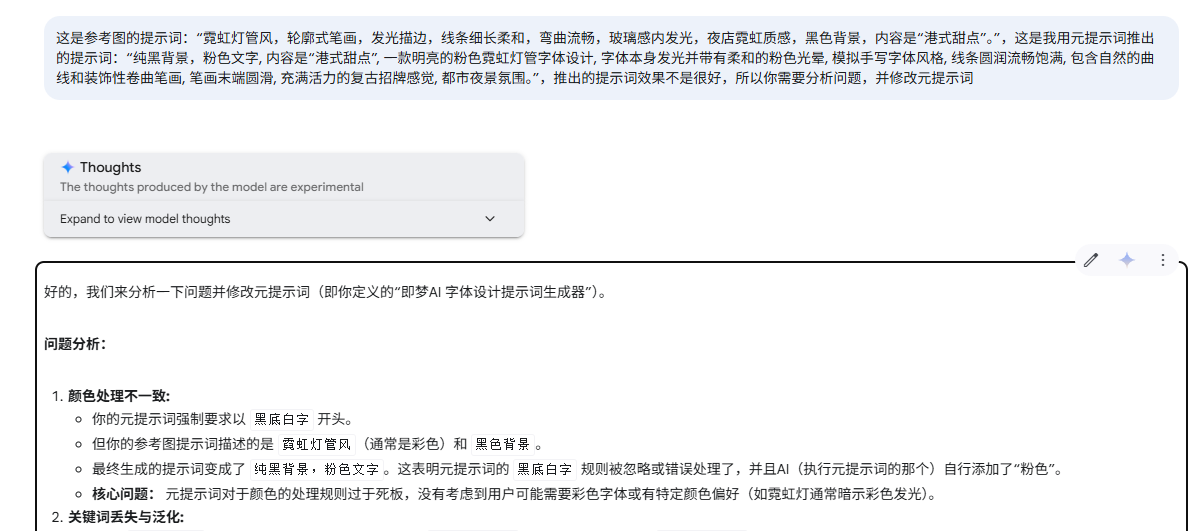 这是参考图的提示词：“霓虹灯管风，轮廓式笔画，发光描边，线条细长柔和，弯曲流畅，玻璃感内发光，夜店霓虹质感，黑色背景，内容是“港式甜点”。”，这是我用元提示词推出
的提示词：“纯黑背景，粉色文字, 内容是“港式甜点”, 一款明亮的粉色霓虹灯管字体设计, 字体本身发光并带有柔和的粉色光晕, 模拟手写字体风格, 线条圆润流畅饱满, 包含自然的曲
线和装饰性卷曲笔画, 笔画末端圆滑, 充满活力的复古招牌感觉, 都市夜景氛围。”，推出的提示词效果不是很好，所以你需要分析问题，并修改元提示词
Thoughts
The thoughts produced by the model are experimental
Expand to view model thoughts
好的，我们来分析一下问题并修改元提示词（即你定义的“即梦AI 字体设计提示词生成器”）。
问题分析：
1. 颜色处理不一致:
你的元提示词强制要求以 黑底白字 开头。
但你的参考图提示词描述的是 霓虹灯管风 （通常是彩色）和 黑色背景 。
最终生成的提示词变成了 纯黑背景，粉色文字 。这表明元提示词的 黑底白字 规则被忽略或错误处理了，并且AI（执行元提示词的那个）自行添加了“粉色”。
核心问题： 元提示词对于颜色的处理规则过于死板，没有考虑到用户可能需要彩色字体或有特定颜色偏好（如霓虹灯通常暗示彩色发光）。
2. 关键词丢失与泛化: